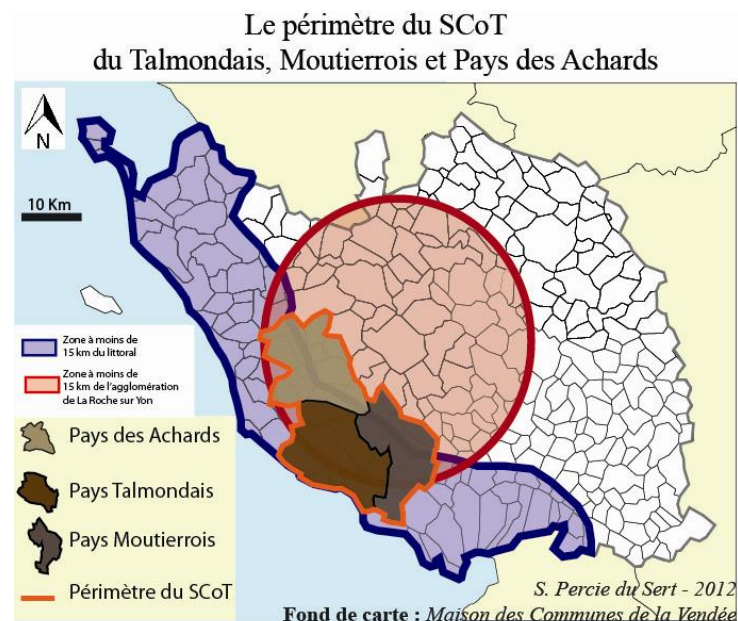 Le périmètre du SCoT
du Talmondais, Moutierrois et Pays des Achards
N
10 Km
Zone à moins de
15 km du littoral
Zone à moins de
15 km de l'agglomération
de La Roche sur Yon
Pays des Achards
Pays Talmondais
Pays Moutierrois
Périmètre du SCoT
S. Percie du Sert - 2012
Fond de carte : Maison des Communes de la Vendée